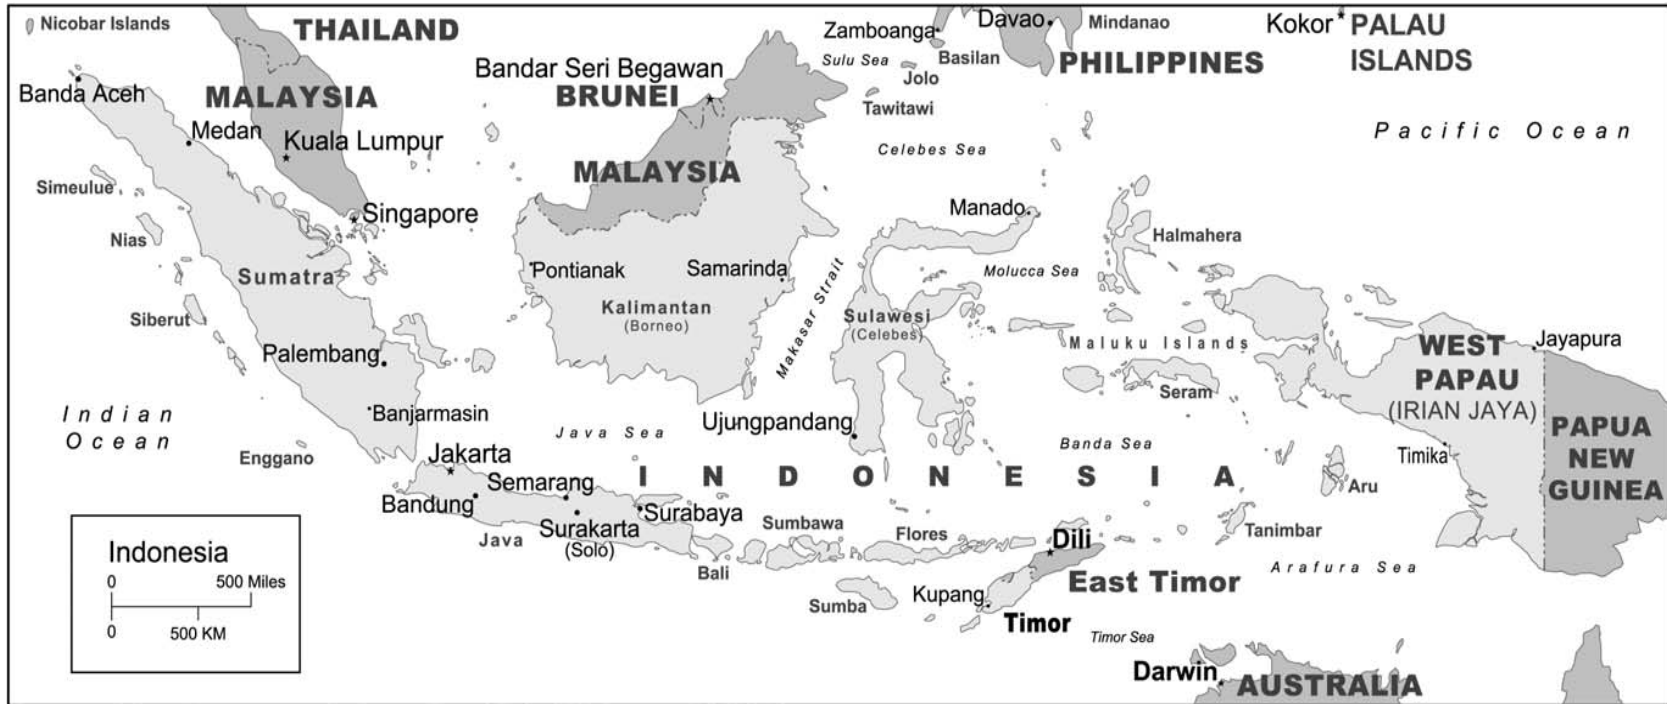 Nicobar Islands
THAILAND
Zamboanga
Davao
Mindanao
Kokor
PALAU
ISLANDS
Sulu Sea
Basilan
PHILIPPINES
Jolo
Tawitawi
Banda Aceh
MALAYSIA
Bandar Seri Begawan
BRUNEI
Medan
Kuala Lumpur
MALAYSIA
Celebes Sea
Pacific Ocean
Simeulue
Singapore
Manado
Nias
Halmahera
Sumatra
Pontianak
Samarinda
Molucca Sea
Siberut
Kalimantan
(Borneo)
Makasar Strait
Sulawesi
(Celebes)
Maluku Islands
WEST
PAPAU
(IRIAN JAYA)
Jayapura
Palembang
Seram
Indian
Ocean
Banjarmasin
Ujungpandang
Java Sea
Banda Sea
PAPUA
NEW
GUINEA
Enggano
Jakarta
Timika
INDONESIA
Semarang
Bandung
Surabaya
Aru
Surakarta
(Solo)
Java
Sumbawa
Flores
Tanimbar
Dili
Bali
East Timor
Arafura Sea
Kupang
Sumba
Timor
Timor Sea
Darwin
AUSTRALIA
Indonesia
0 500 Miles
0 500 KM